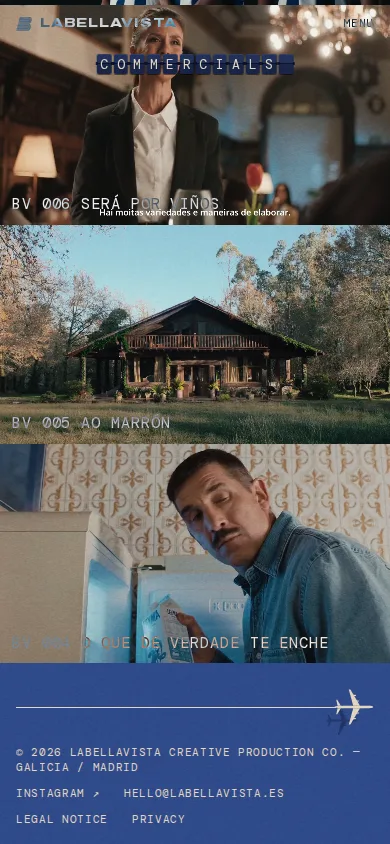 LABELLAVISTA
MENU
COMMERCIALS
BV 006 SERÁ POR VIÑOS
Hai moitas variedades e maneiras de elaborar.
BV 005 AO MARRÓN
O QUE DE VERDADE TE ENCHE
© 2026 LABELLAVISTA CREATIVE PRODUCTION CO. —
GALICIA / MADRID
INSTAGRAM ↗ HELLO@LABELLAVISTA.ES
LEGAL NOTICE PRIVACY